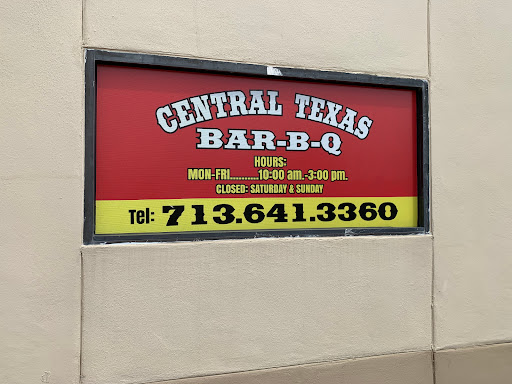 CENTRAL TEXAS
BAR-B-Q
HOURS:
MON-FRI..........10:00 am.-3:00 pm.
CLOSED: SATURDAY & SUNDAY
Tel: 713.641.3360